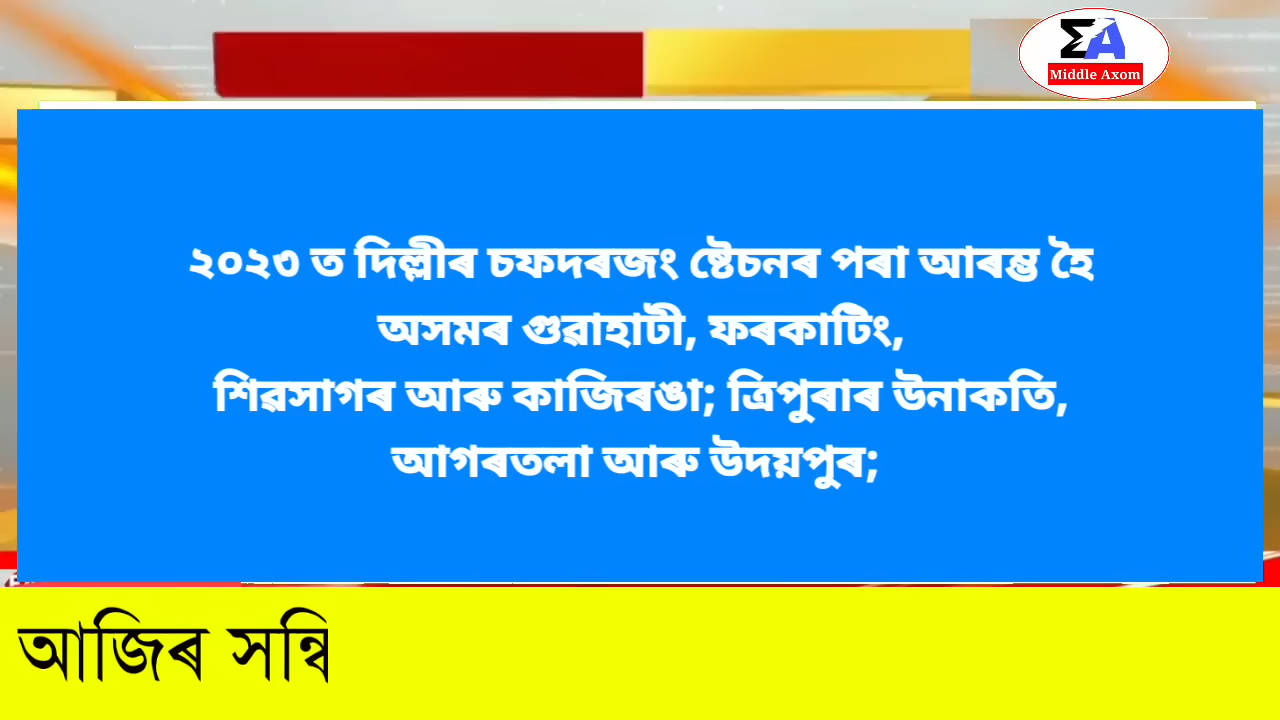 ΣA
Middle Axom
২০২৩ ত দিল্লীৰ চফদৰজং ষ্টেচনৰ পৰা আৰম্ভ হৈ
অসমৰ গুৱাহাটী, ফৰকাটিং,
শিৱসাগৰ আৰু কাজিৰঙা; ত্ৰিপুৰাৰ উনাকতি,
আগৰতলা আৰু উদয়পুৰ;
আজিৰ সন্ধি